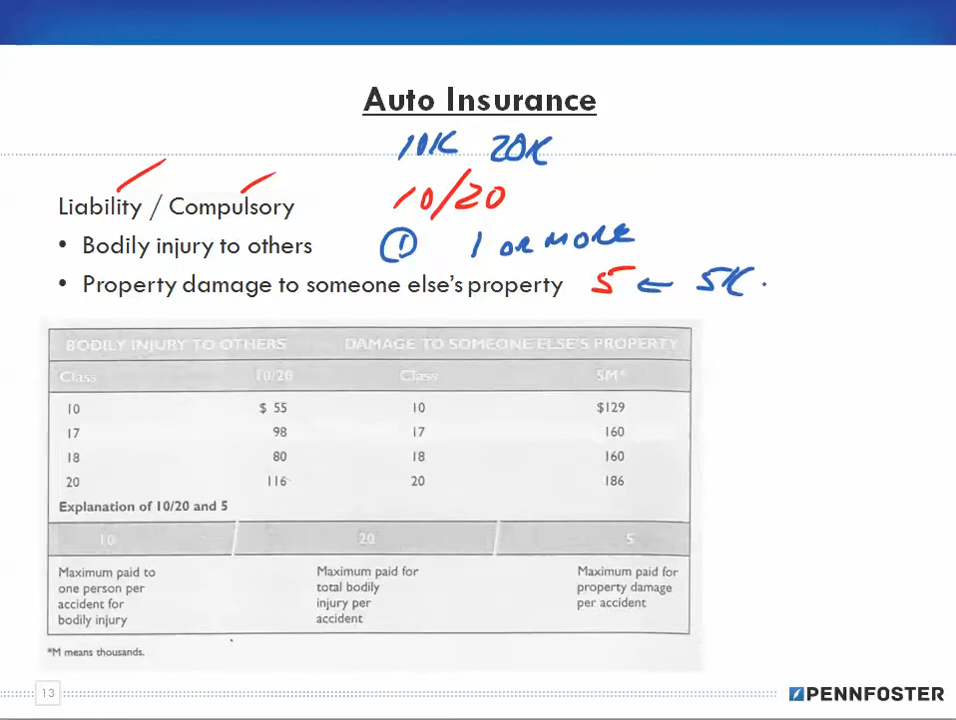 Auto Insurance
10K 20K
Liability / Compulsory 10/20
• Bodily injury to others ① 1 OR MORE
• Property damage to someone else's property 5 ← 5K
BODILY INJURY TO OTHERS DAMAGE TO SOMEONE ELSE'S PROPERTY
Class 10/20 Class 5M*
10 $ 55 10 $129
17 98 17 160
18 80 18 160
20 116 20 186
Explanation of 10/20 and 5
10 20 5
Maximum paid to Maximum paid for Maximum paid for
one person per total bodily property damage
accident for injury per per accident
bodily injury accident
*M means thousands.
13 PENNFOSTER